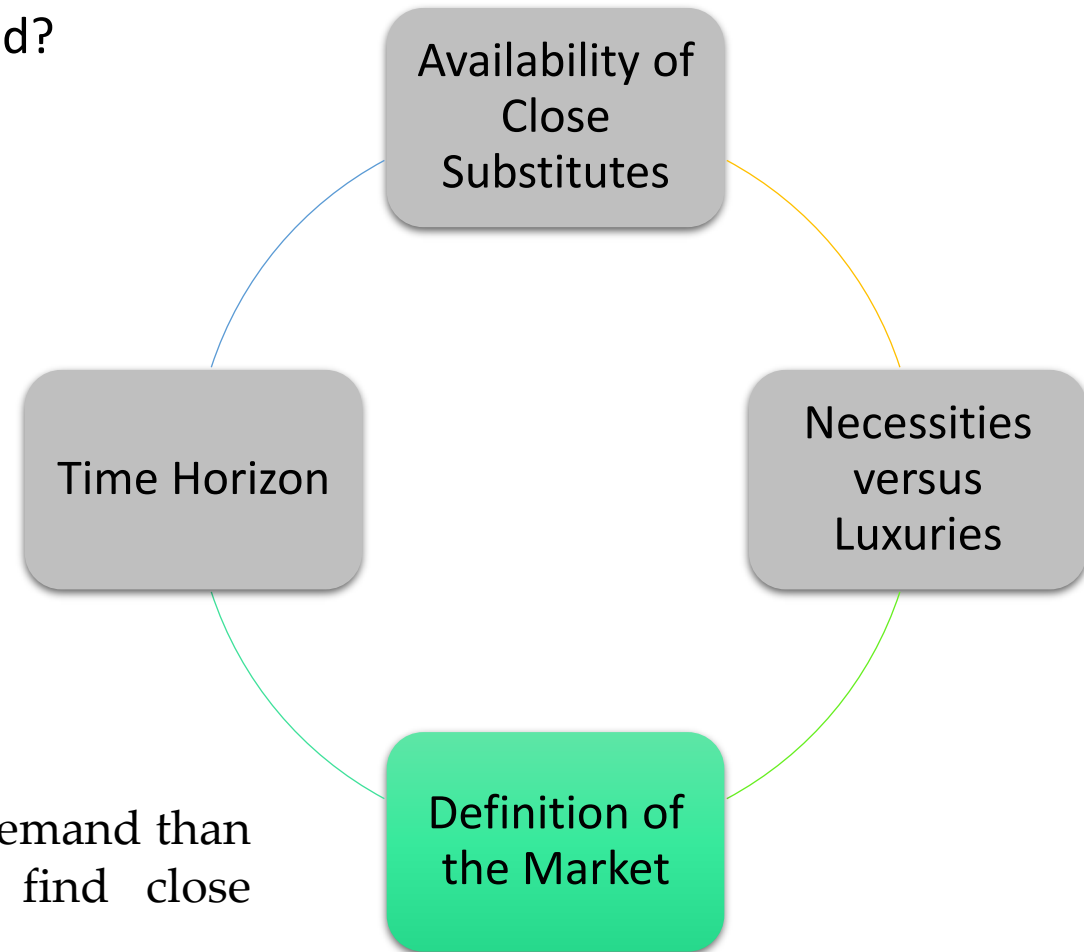 d?
Availability of
Close
Substitutes
Necessities
versus
Luxuries
Time Horizon
Definition of
the Market
emand than
find close